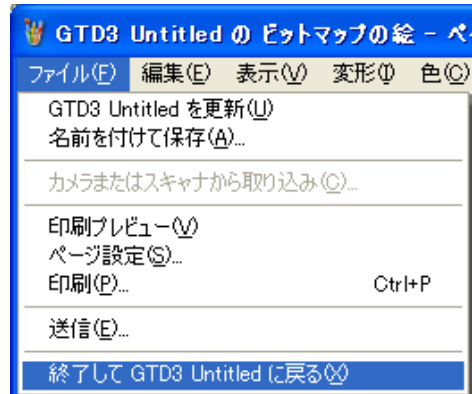 GTD3 Untitled の ビットマップの絵 - ペ
ファイル(F) 編集(E) 表示(V) 変形(I) 色(C)
GTD3 Untitled を更新(U)
名前を付けて保存(A)...
カメラまたはスキャナから取り込み(C)...
印刷プレビュー(V)
ページ設定(S)...
印刷(P)... Ctrl+P
送信(E)...
終了して GTD3 Untitled に戻る(X)